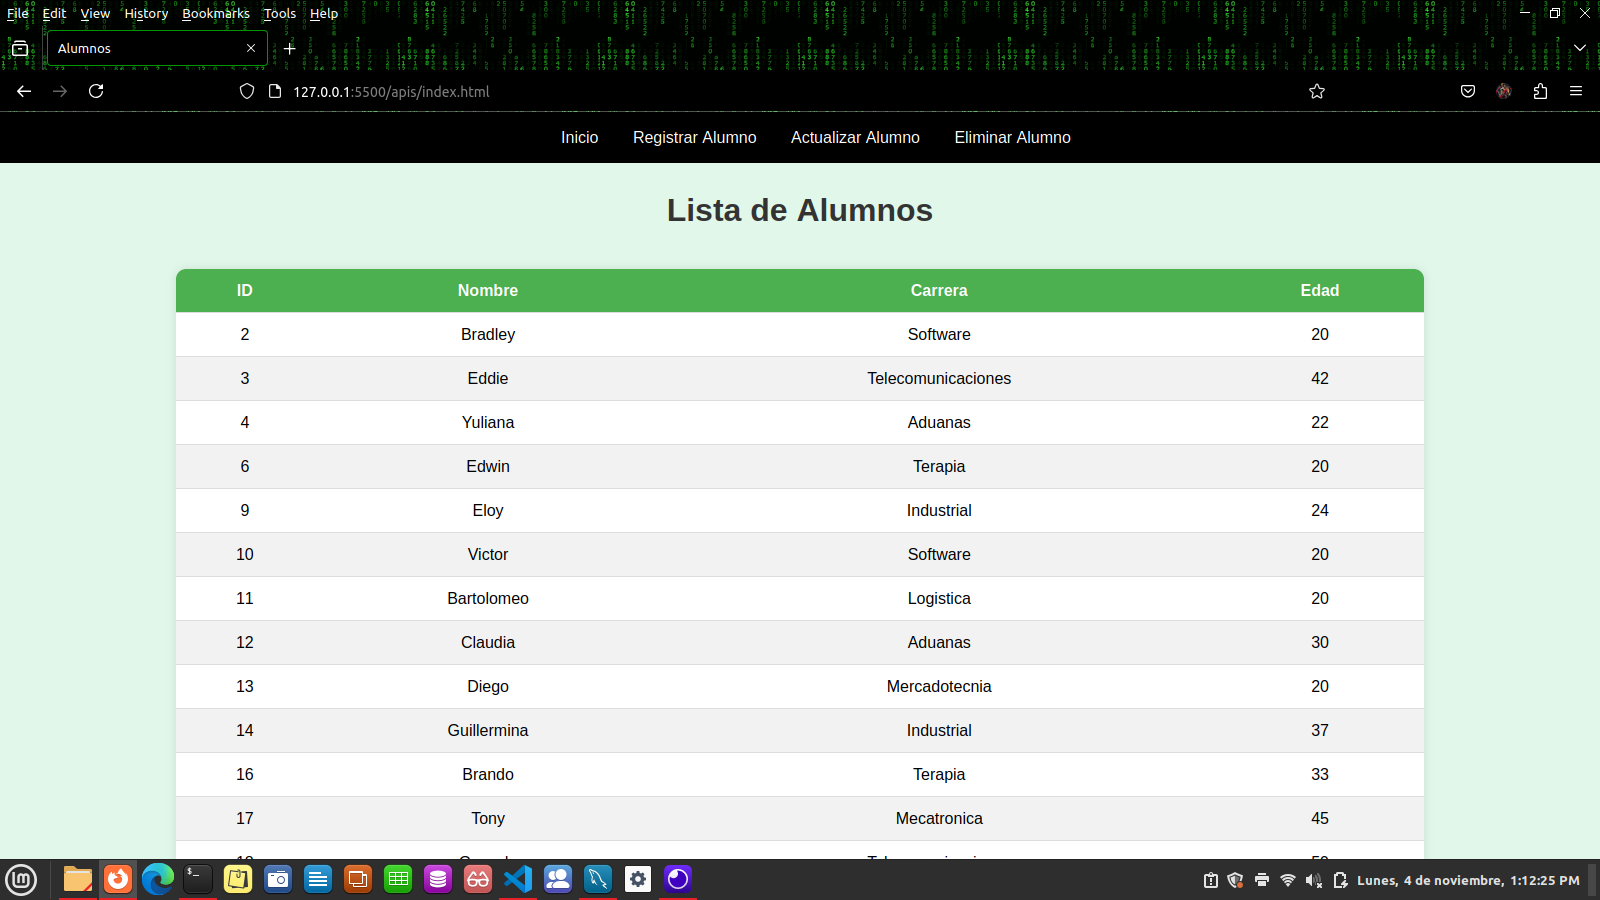 File Edit View History Bookmarks Tools Help
Alumnos
127.0.0.1:5500/apis/index.html
Inicio Registrar Alumno Actualizar Alumno Eliminar Alumno
Lista de Alumnos
ID Nombre Carrera Edad
2 Bradley Software 20
3 Eddie Telecomunicaciones 42
4 Yuliana Aduanas 22
6 Edwin Terapia 20
9 Eloy Industrial 24
10 Victor Software 20
11 Bartolomeo Logistica 20
12 Claudia Aduanas 30
13 Diego Mercadotecnia 20
14 Guillermina Industrial 37
16 Brando Terapia 33
17 Tony Mecatronica 45
Lunes, 4 de noviembre, 1:12:25 PM